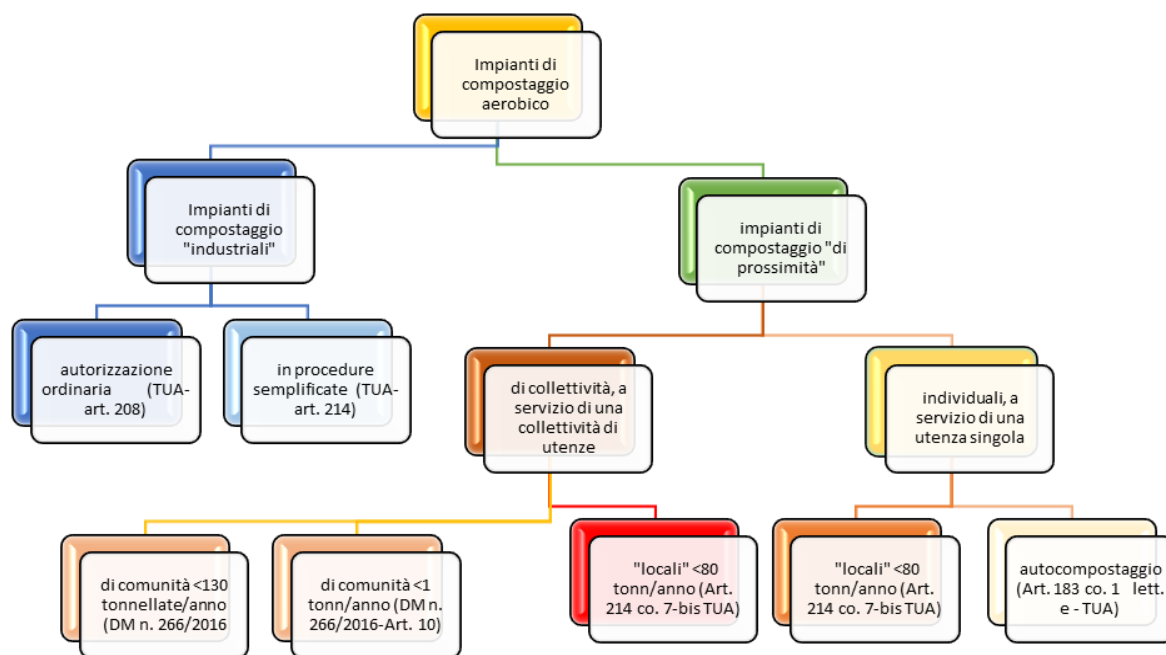 Impianti di
compostaggio
aerobico
Impianti di
compostaggio
"industriali"
impianti di
compostaggio "di
prossimità"
autorizzazione
ordinaria (TUA-
art. 208)
in procedure
semplificate (TUA-
art. 214)
di collettività, a
servizio di una
collettività di
utenze
individuali, a
servizio di una
utenza singola
di comunità <130
tonnellate/anno
(DM n. 266/2016
di comunità <1
tonn/anno (DM n.
266/2016-Art. 10)
"locali" <80
tonn/anno (Art.
214 co. 7-bis TUA)
"locali" <80
tonn/anno (Art.
214 co. 7-bis TUA)
autocompostaggio
(Art. 183 co. 1 lett.
e - TUA)